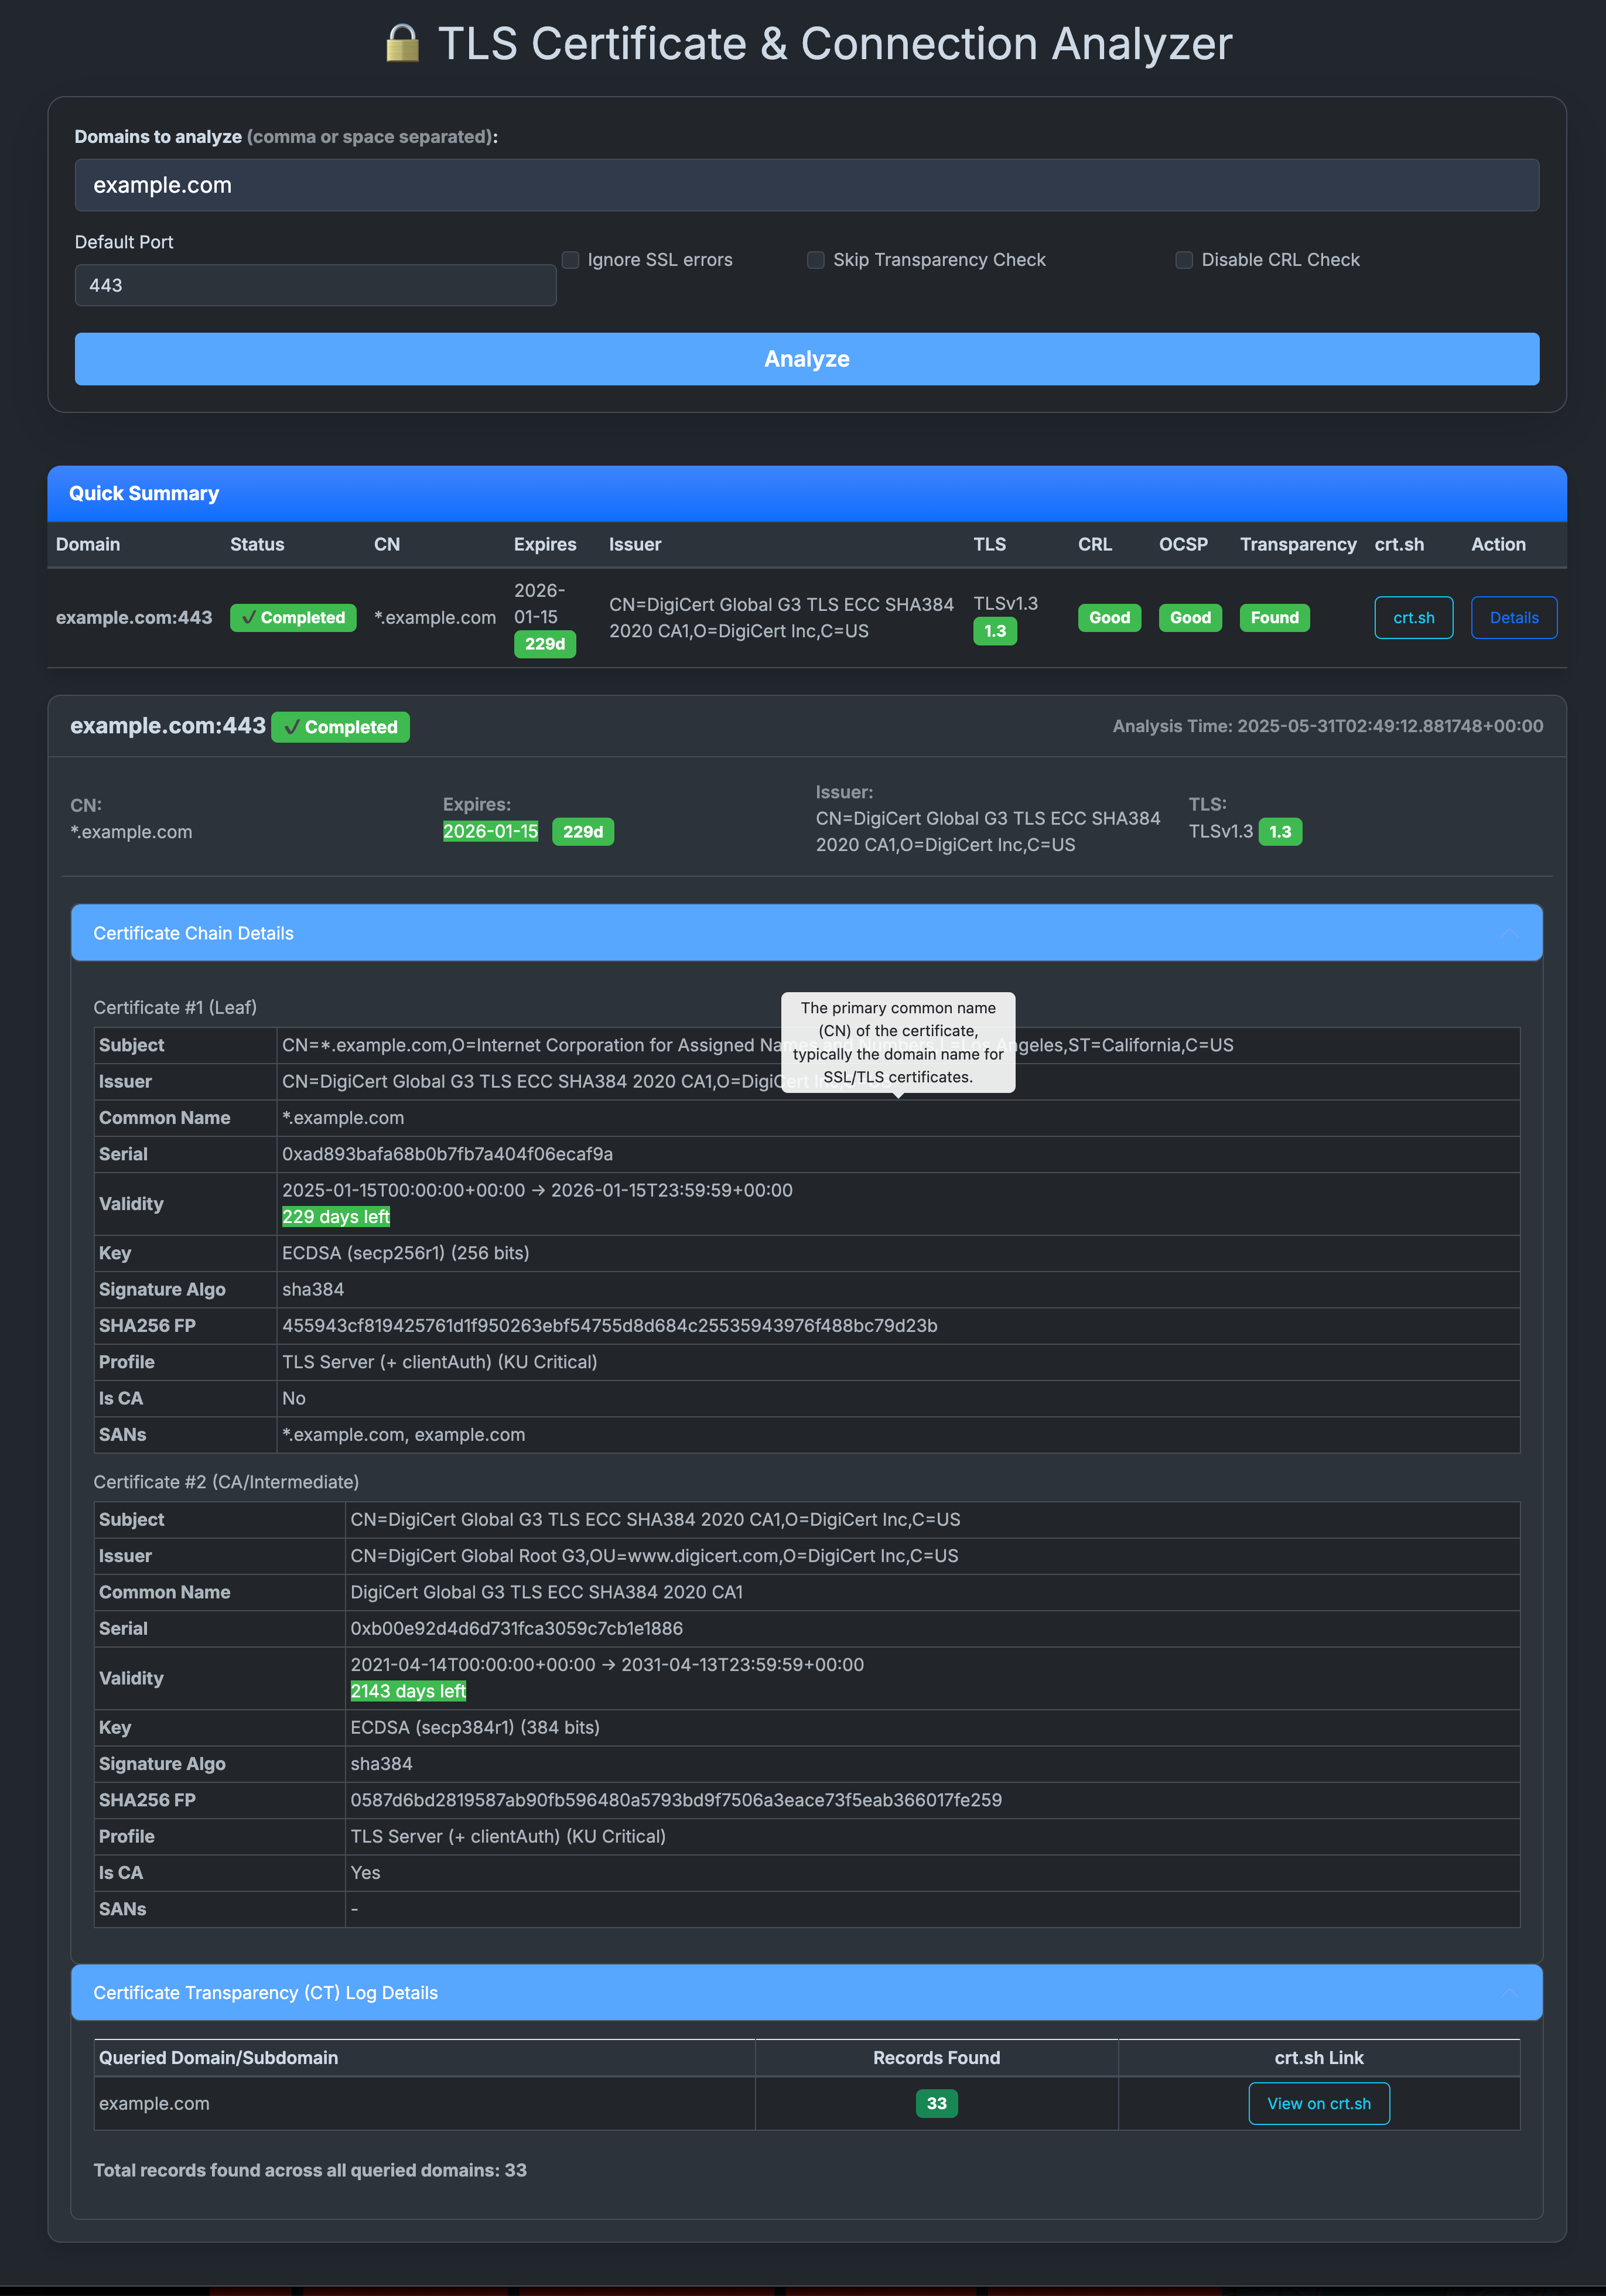 🔒 TLS Certificate & Connection Analyzer
Domains to analyze (comma or space separated):
example.com
Default Port
443
Ignore SSL errors
Skip Transparency Check
Disable CRL Check
Analyze
Quick Summary
Domain Status CN Expires Issuer TLS CRL OCSP Transparency crt.sh Action
example.com:443 ✓ Completed *.example.com 2026-01-15 229d CN=DigiCert Global G3 TLS ECC SHA384 2020 CA1,O=DigiCert Inc,C=US TLSv1.3 1.3 Good Good Found crt.sh Details
example.com:443 ✓ Completed Analysis Time: 2025-05-31T02:49:12.881748+00:00
CN:
*.example.com
Expires:
2026-01-15 229d
Issuer:
CN=DigiCert Global G3 TLS ECC SHA384
2020 CA1,O=DigiCert Inc,C=US
TLS:
TLSv1.3 1.3
Certificate Chain Details
Certificate #1 (Leaf)
The primary common name
(CN) of the certificate,
typically the domain name for
SSL/TLS certificates.
Subject CN=*.example.com,O=Internet Corporation for Assigned Names and Numbers,L=Los Angeles,ST=California,C=US
Issuer CN=DigiCert Global G3 TLS ECC SHA384 2020 CA1,O=DigiCert
Common Name *.example.com
Serial 0xad893bafa68b0b7fb7a404f06ecaf9a
Validity 2025-01-15T00:00:00+00:00 → 2026-01-15T23:59:59+00:00
229 days left
Key ECDSA (secp256r1) (256 bits)
Signature Algo sha384
SHA256 FP 455943cf819425761d1f950263ebf54755d8d684c25535943976f488bc79d23b
Profile TLS Server (+ clientAuth) (KU Critical)
Is CA No
SANs *.example.com, example.com
Certificate #2 (CA/Intermediate)
Subject CN=DigiCert Global G3 TLS ECC SHA384 2020 CA1,O=DigiCert Inc,C=US
Issuer CN=DigiCert Global Root G3,OU=www.digicert.com,O=DigiCert Inc,C=US
Common Name DigiCert Global G3 TLS ECC SHA384 2020 CA1
Serial 0xb00e92d4d6d731fca3059c7cb1e1886
Validity 2021-04-14T00:00:00+00:00 → 2031-04-13T23:59:59+00:00
2143 days left
Key ECDSA (secp384r1) (384 bits)
Signature Algo sha384
SHA256 FP 0587d6bd2819587ab90fb596480a5793bd9f7506a3eace73f5eab366017fe259
Profile TLS Server (+ clientAuth) (KU Critical)
Is CA Yes
SANs -
Certificate Transparency (CT) Log Details
Queried Domain/Subdomain Records Found crt.sh Link
example.com 33 View on crt.sh
Total records found across all queried domains: 33